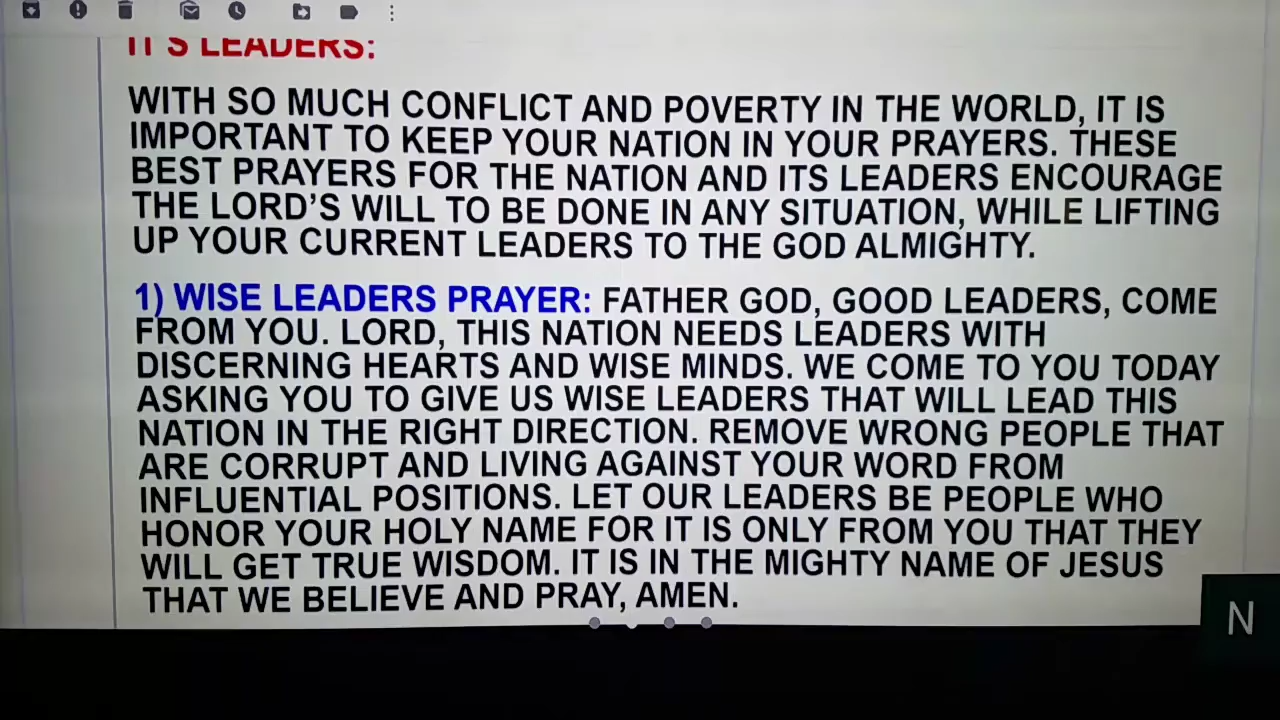 IT'S LEADERS:
WITH SO MUCH CONFLICT AND POVERTY IN THE WORLD, IT IS
IMPORTANT TO KEEP YOUR NATION IN YOUR PRAYERS. THESE
BEST PRAYERS FOR THE NATION AND ITS LEADERS ENCOURAGE
THE LORD'S WILL TO BE DONE IN ANY SITUATION, WHILE LIFTING
UP YOUR CURRENT LEADERS TO THE GOD ALMIGHTY.
1) WISE LEADERS PRAYER: FATHER GOD, GOOD LEADERS, COME
FROM YOU. LORD, THIS NATION NEEDS LEADERS WITH
DISCERNING HEARTS AND WISE MINDS. WE COME TO YOU TODAY
ASKING YOU TO GIVE US WISE LEADERS THAT WILL LEAD THIS
NATION IN THE RIGHT DIRECTION. REMOVE WRONG PEOPLE THAT
ARE CORRUPT AND LIVING AGAINST YOUR WORD FROM
INFLUENTIAL POSITIONS. LET OUR LEADERS BE PEOPLE WHO
HONOR YOUR HOLY NAME FOR IT IS ONLY FROM YOU THAT THEY
WILL GET TRUE WISDOM. IT IS IN THE MIGHTY NAME OF JESUS
THAT WE BELIEVE AND PRAY, AMEN.
N